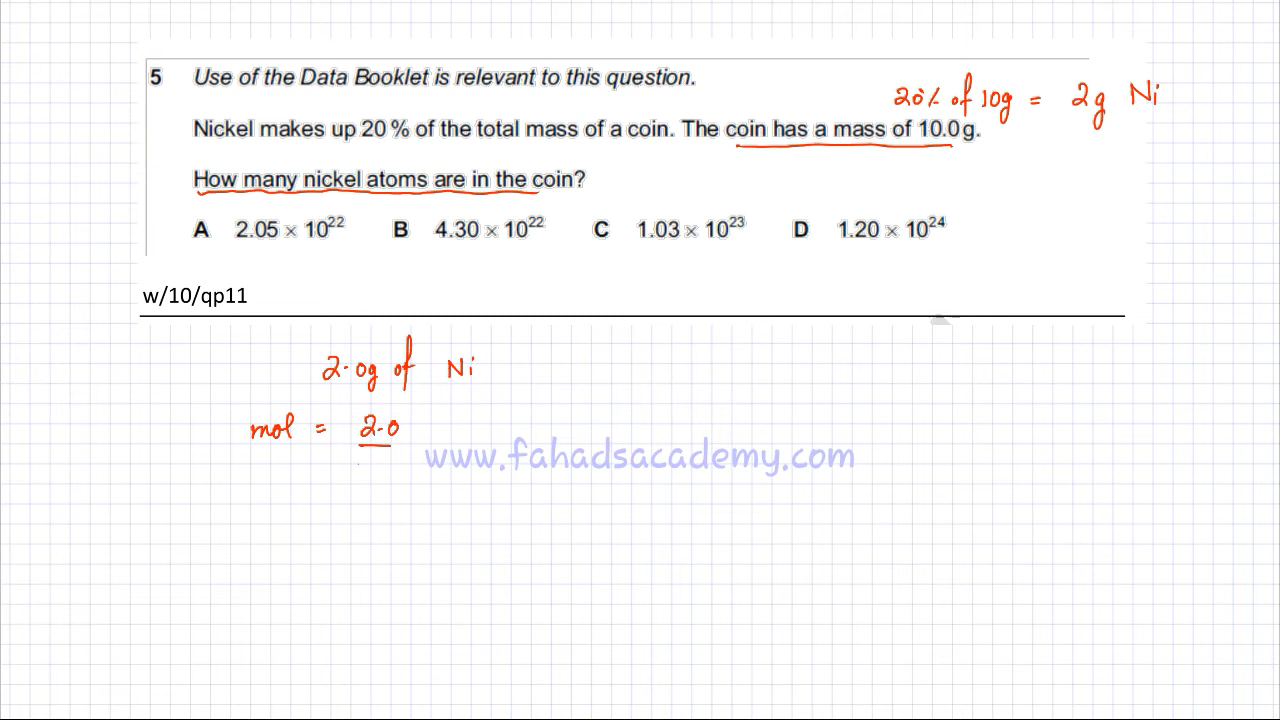 5 Use of the Data Booklet is relevant to this question.
20% of 10g = 2g Ni
Nickel makes up 20 % of the total mass of a coin. The coin has a mass of 10.0 g.
How many nickel atoms are in the coin?
A 2.05 × 10²² B 4.30 × 10²² C 1.03 × 10²³ D 1.20 × 10²⁴
w/10/qp11
2.0g of Ni
mol = 2.0
www.fahadsacademy.com